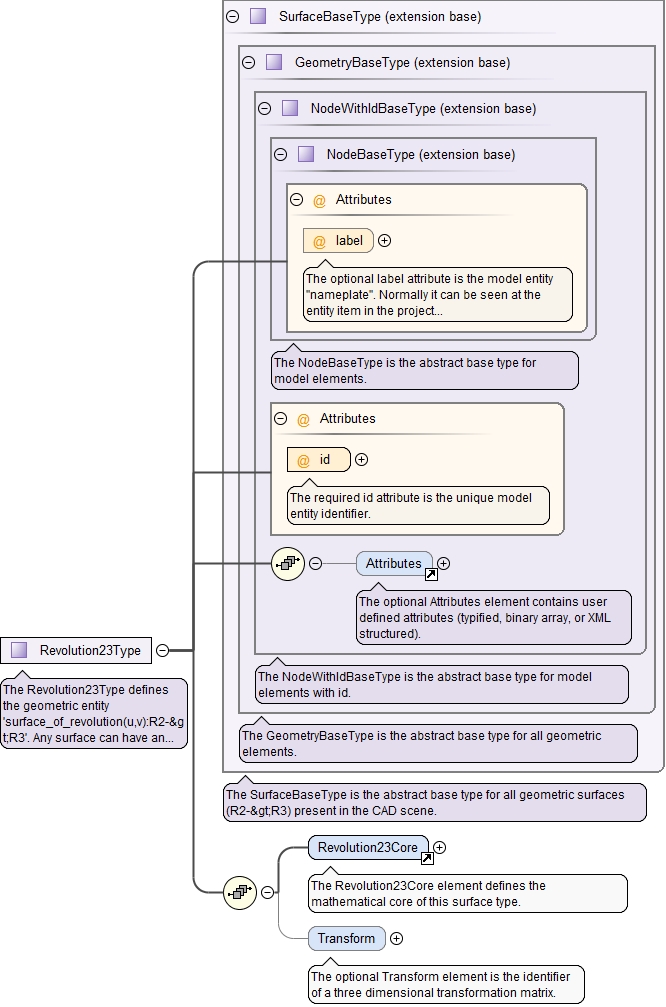 SurfaceBaseType (extension base)
GeometryBaseType (extension base)
NodeWithIdBaseType (extension base)
NodeBaseType (extension base)
@ Attributes
@ label
The optional label attribute is the model entity
"nameplate". Normally it can be seen at the
entity item in the project...
The NodeBaseType is the abstract base type for
model elements.
@ Attributes
@ id
The required id attribute is the unique model
entity identifier.
Attributes
The optional Attributes element contains user
defined attributes (typified, binary array, or XML
structured).
Revolution23Type
The Revolution23Type defines
the geometric entity
'surface_of_revolution(u,v):R2-&g
t;R3'. Any surface can have an...
The NodeWithIdBaseType is the abstract base type for model
elements with id.
The GeometryBaseType is the abstract base type for all geometric
elements.
The SurfaceBaseType is the abstract base type for all geometric surfaces
(R2-&gt;R3) present in the CAD scene.
Revolution23Core
The Revolution23Core element defines the
mathematical core of this surface type.
Transform
The optional Transform element is the identifier
of a three dimensional transformation matrix.